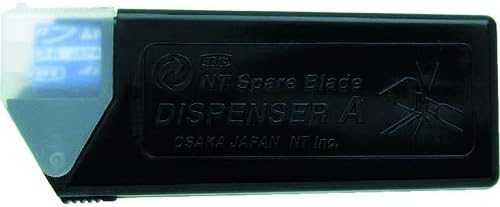 NT Spare Blade
DISPENSER A
OSAKA JAPAN NT Inc.